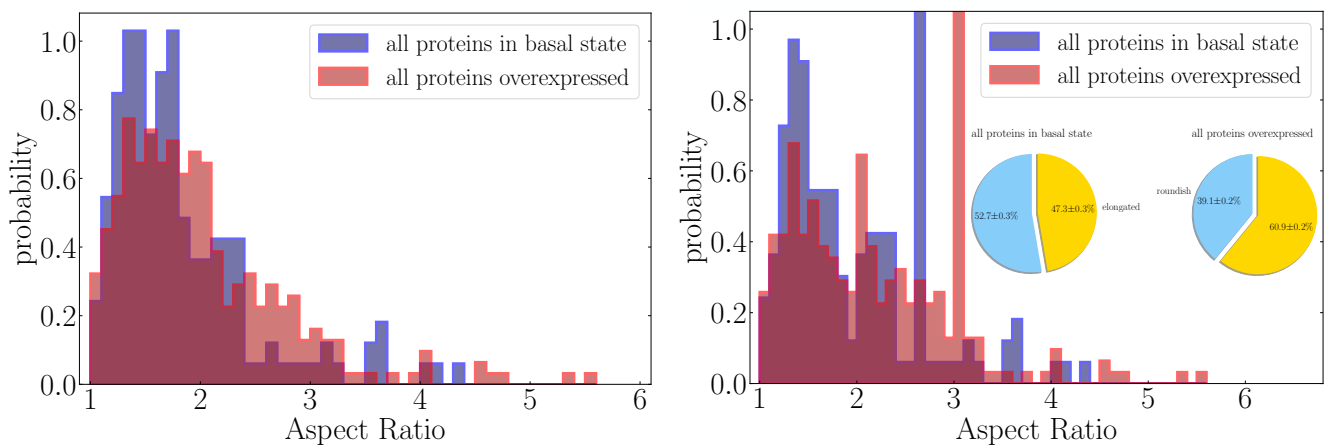 all proteins in basal state
all proteins overexpressed
probability
1.0
0.8
0.6
0.4
0.2
0.0
1 2 3 4 5 6
Aspect Ratio
all proteins in basal state
all proteins overexpressed
probability
1.0
0.8
0.6
0.4
0.2
0.0
all proteins in basal state
52.7±0.3%
47.3±0.3%
elongated
all proteins overexpressed
roundish
39.1±0.2%
60.9±0.2%
1 2 3 4 5 6
Aspect Ratio